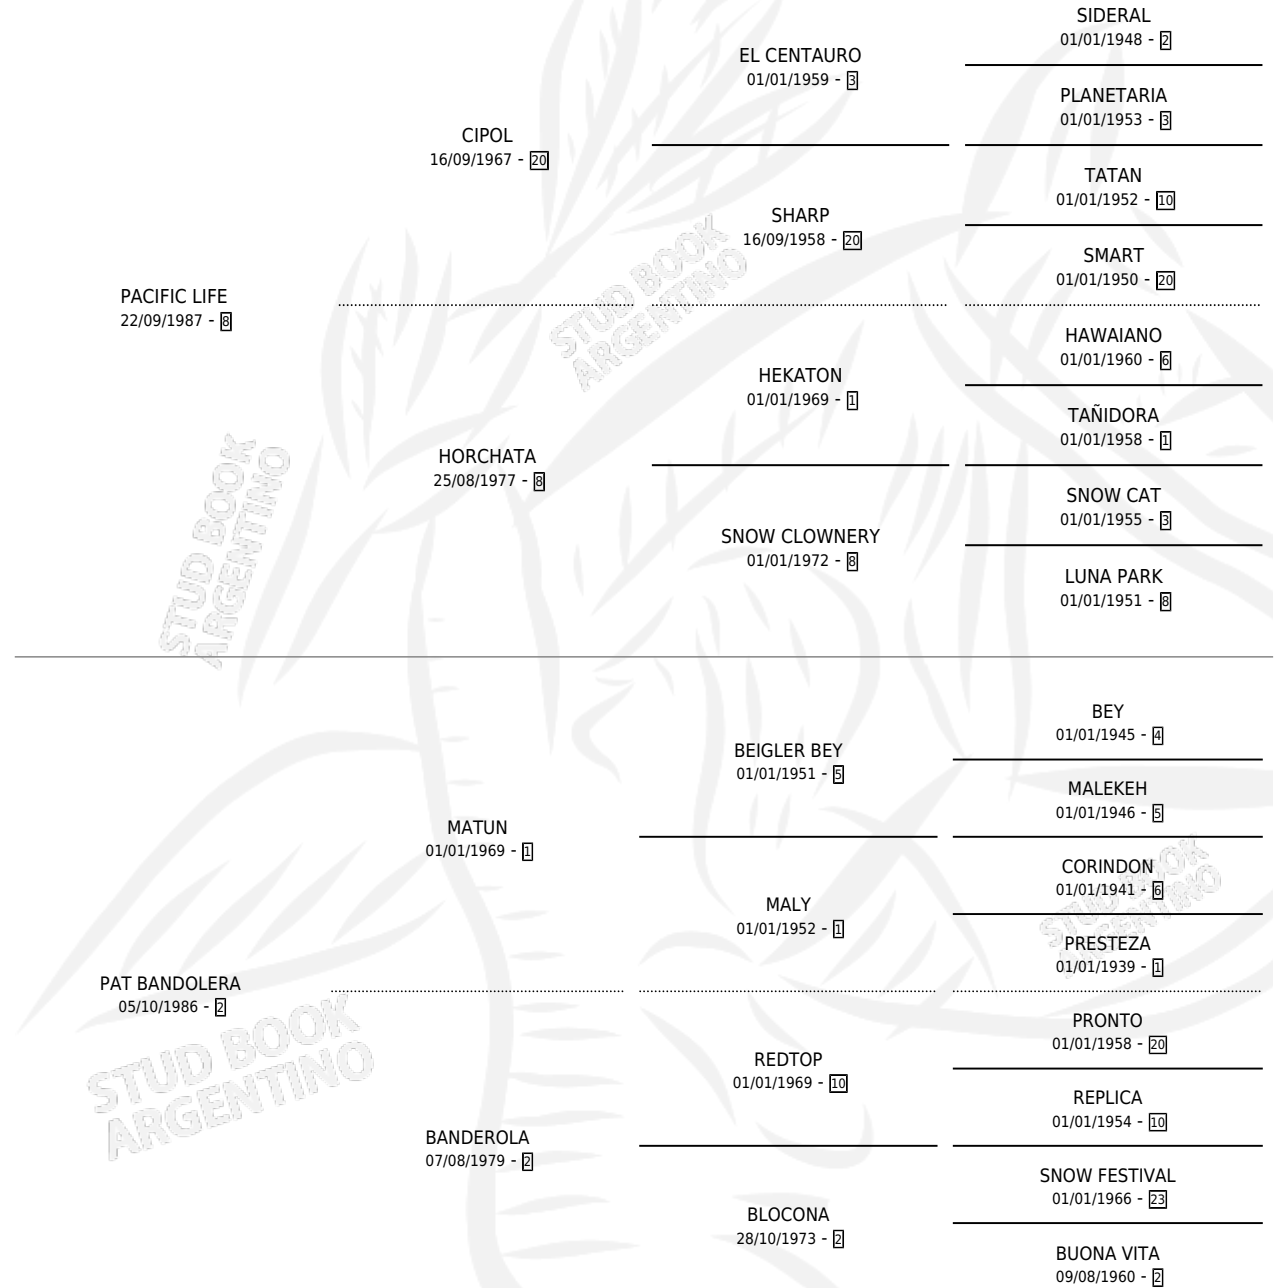 SIDERAL
01/01/1948 - 2
EL CENTAURO
01/01/1959 - 3
PLANETARIA
01/01/1953 - 3
CIPOL
16/09/1967 - 20
TATAN
01/01/1952 - 10
SHARP
16/09/1958 - 20
SMART
01/01/1950 - 20
PACIFIC LIFE
22/09/1987 - 8
HAWAIANO
01/01/1960 - 6
HEKATON
01/01/1969 - 1
TAÑIDORA
01/01/1958 - 1
HORCHATA
25/08/1977 - 8
SNOW CAT
01/01/1955 - 3
SNOW CLOWNERY
01/01/1972 - 8
LUNA PARK
01/01/1951 - 8
BEY
01/01/1945 - 4
BEIGLER BEY
01/01/1951 - 5
MALEKEH
01/01/1946 - 5
MATUN
01/01/1969 - 1
CORINDON
01/01/1941 - 6
MALY
01/01/1952 - 1
PRESTEZA
01/01/1939 - 1
PAT BANDOLERA
05/10/1986 - 2
PRONTO
01/01/1958 - 20
REDTOP
01/01/1969 - 10
REPLICA
01/01/1954 - 10
BANDEROLA
07/08/1979 - 2
SNOW FESTIVAL
01/01/1966 - 23
BLOCONA
28/10/1973 - 2
BUONA VITA
09/08/1960 - 2
STUD BOOK
ARGENTINO
STUD BOOK
ARGENTINO
STUD BOOK
ARGENTINO
STUD BOOK
ARGENTINO